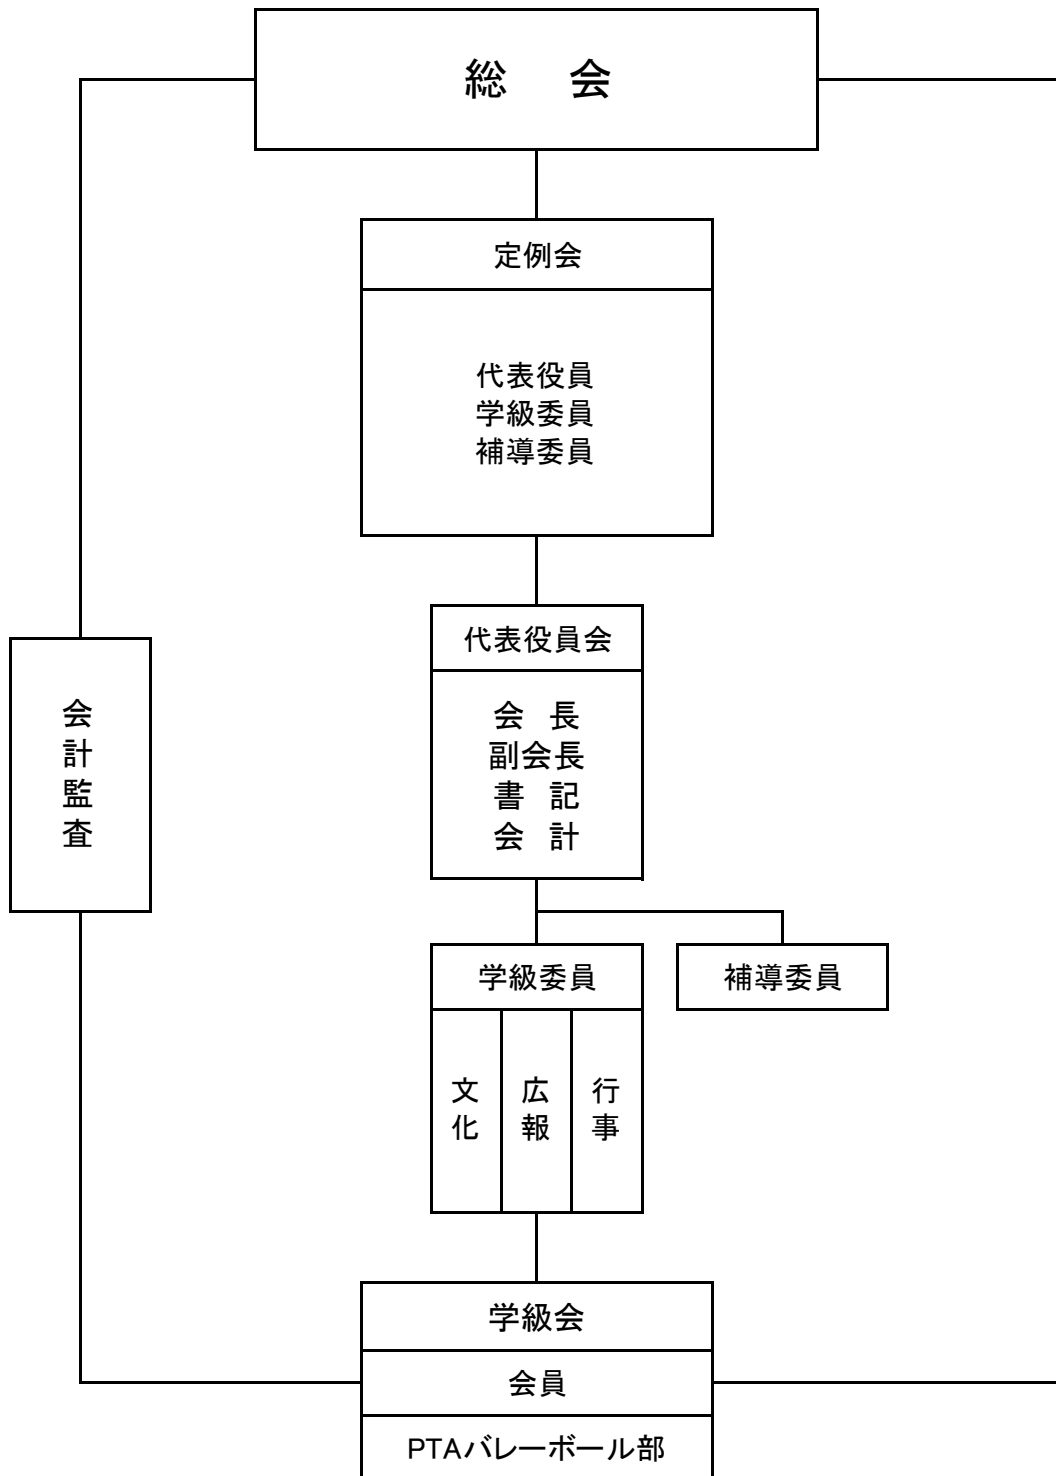 総 会
定例会
代表役員
学級委員
補導委員
代表役員会
会 長
副会長
書 記
会 計
会計監査
学級委員
補導委員
文化
広報
行事
学級会
会員
PTAバレーボール部